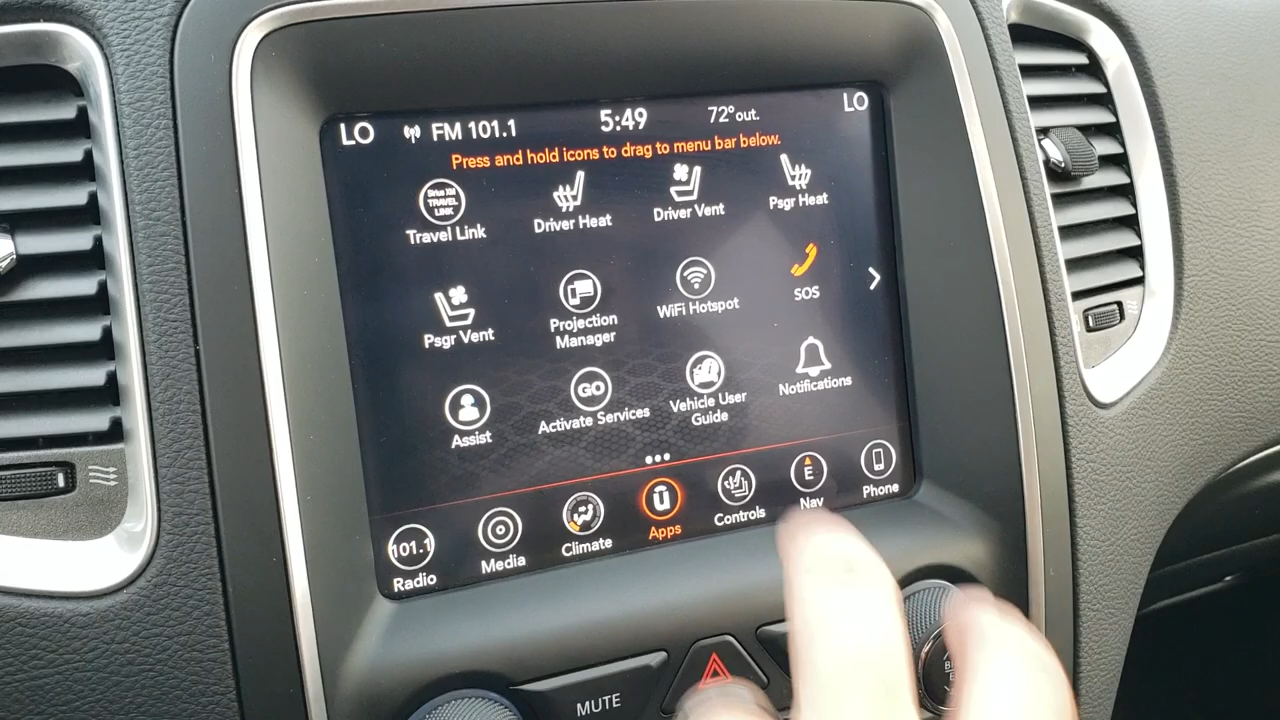 LO FM 101.1 5:49 72° out. LO
Press and hold icons to drag to menu bar below.
Sirius XM
TRAVEL
LINK
Travel Link
Driver Heat
Driver Vent
Psgr Heat
Psgr Vent
Projection
Manager
WiFi Hotspot
SOS
Assist
GO
Activate Services
Vehicle User
Guide
Notifications
101.1
Radio
Media
Climate
Apps
Controls
E
Nav
Phone
MUTE